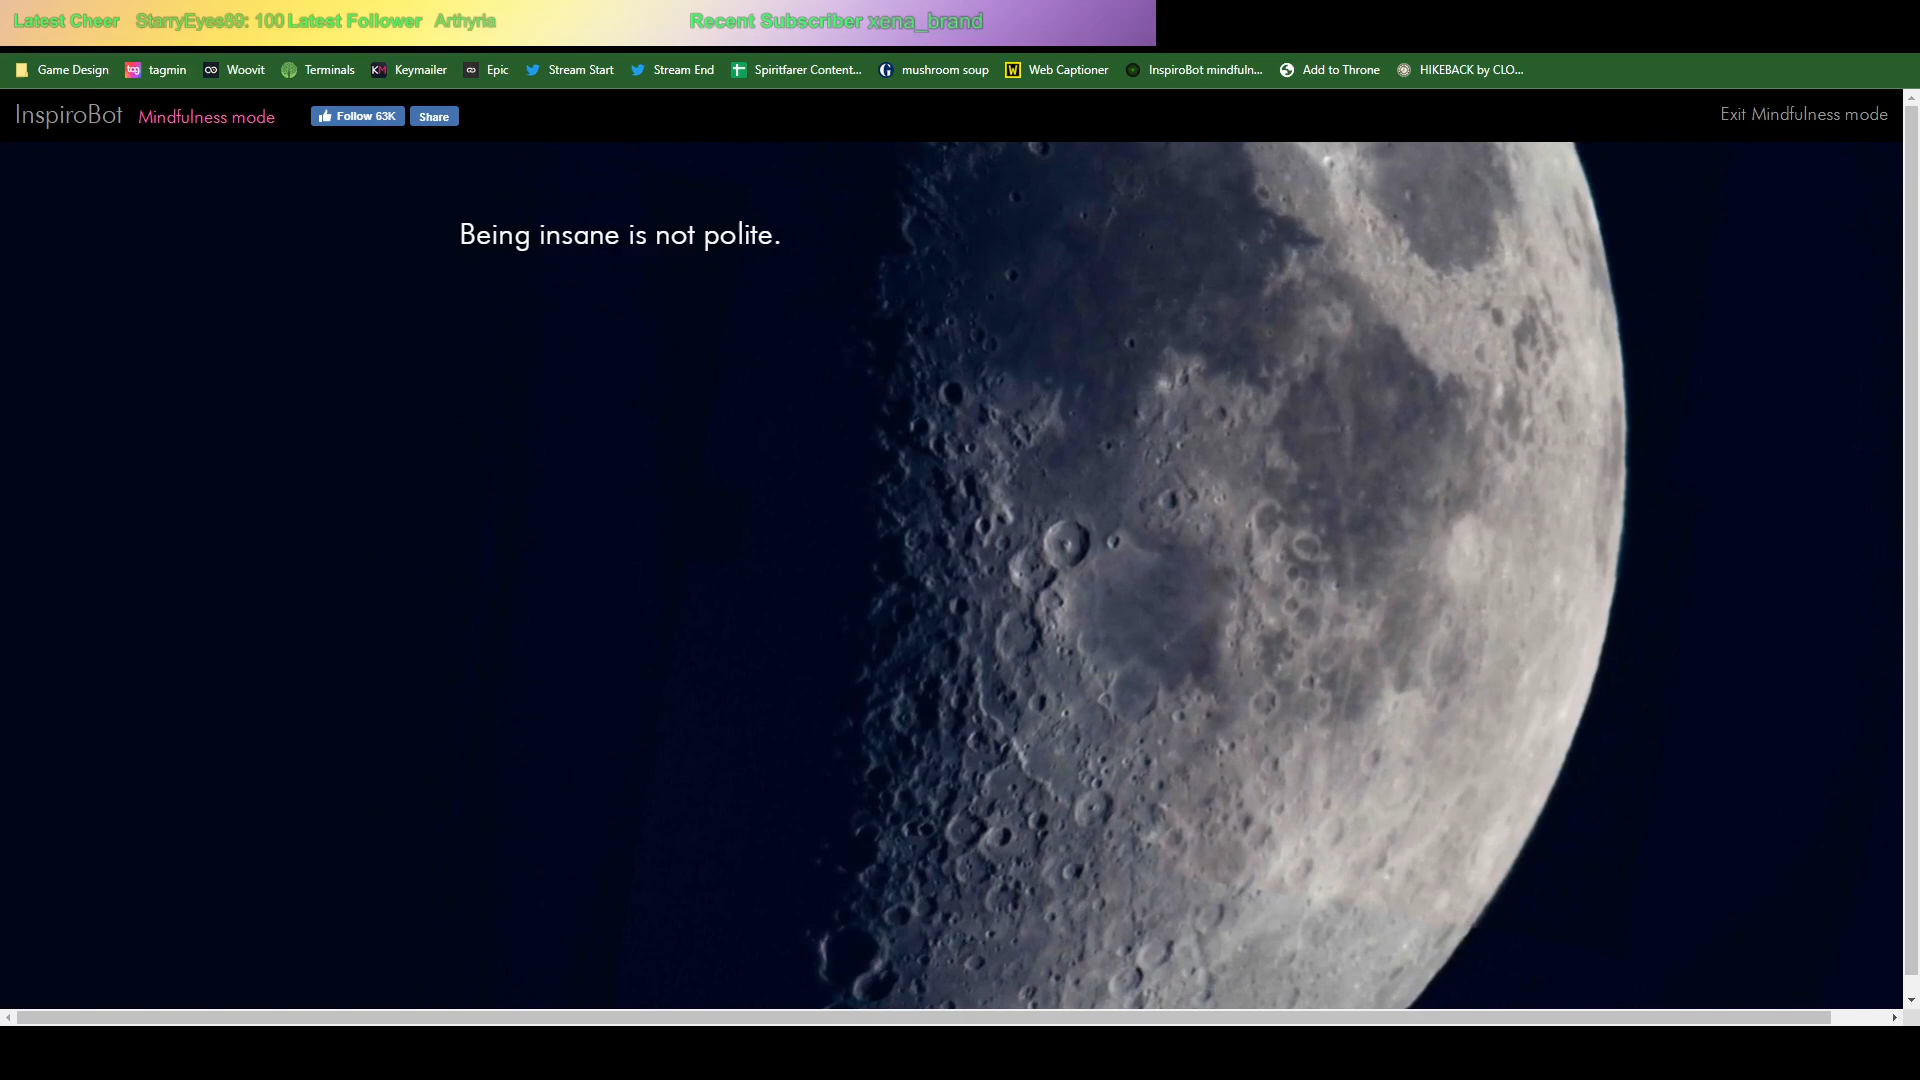 Latest Cheer StarryEyes89: 100 Latest Follower Arthyria Recent Subscriber xena_brand
Game Design tagmin Woovit Terminals Keymailer Epic Stream Start Stream End Spiritfarer Content... mushroom soup Web Captioner InspiroBot mindfuln... Add to Throne HIKEBACK by CLO...
InspiroBot Mindfulness mode Follow 63K Share Exit Mindfulness mode
Being insane is not polite.